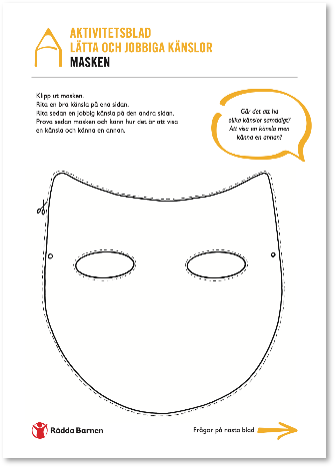 AKTIVITETSBLAD
LÄTTA OCH JOBBIGA KÄNSLOR
MASKEN
Klipp ut masken.
Rita en bra känsla på ena sidan.
Rita sedan en jobbig känsla på den andra sidan.
Prova sedan masken och känn hur det är att visa
en känsla och känna en annan.
Går det att ha
olika känslor samtidigt?
Att visa en känsla men
känna en annan?
Rädda Barnen
Frågor på nästa blad